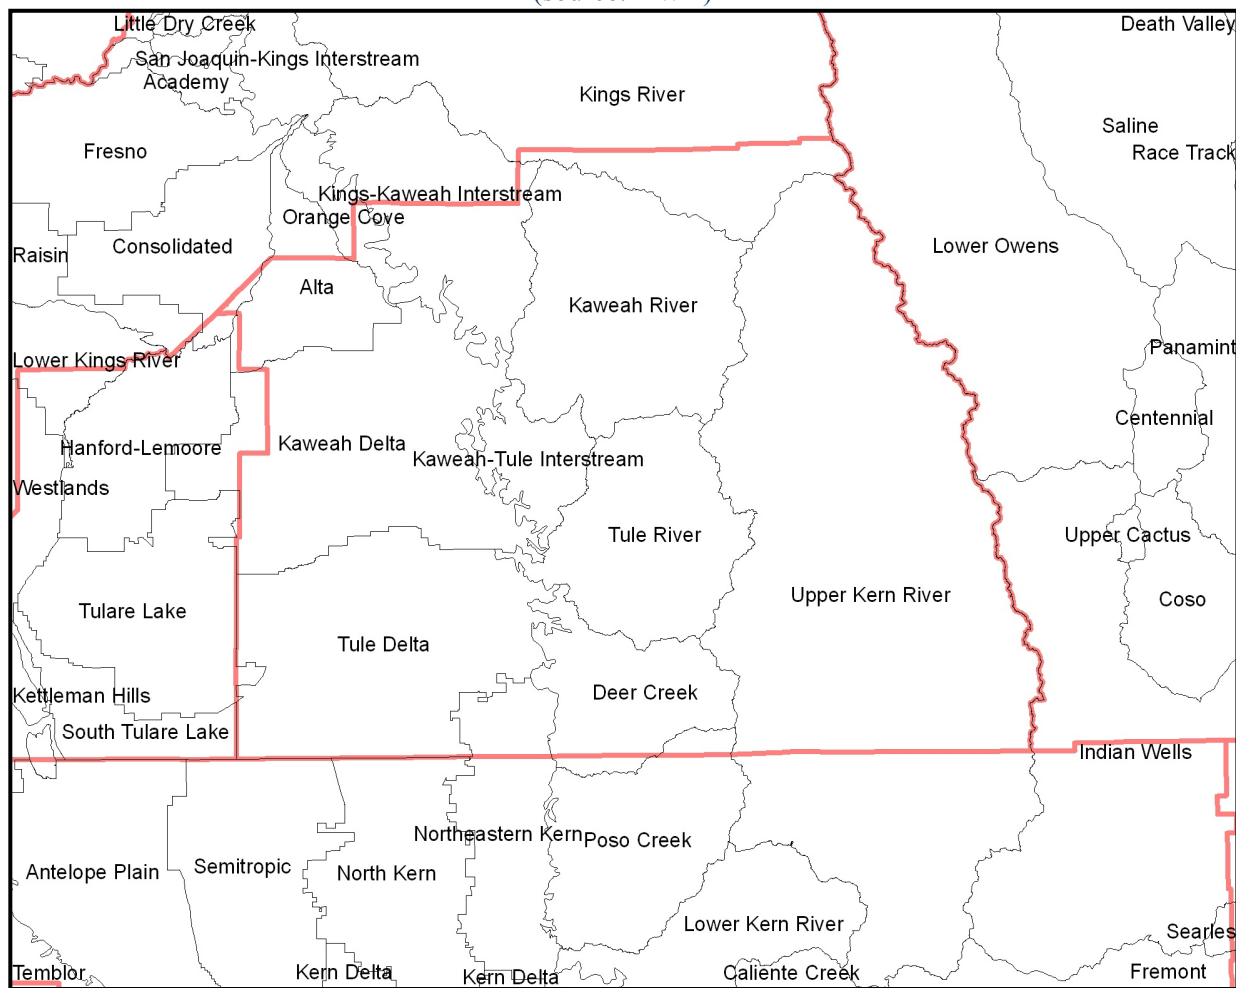 Little Dry Creek
Death Valley
San Joaquin-Kings Interstream
Academy
Kings River
Saline
Race Track
Fresno
Kings-Kaweah Interstream
Orange Cove
Raisin
Consolidated
Lower Owens
Alta
Kaweah River
Panamint
Lower Kings River
Centennial
Hanford-Lemoore
Kaweah Delta
Kaweah-Tule Interstream
Westlands
Tule River
Upper Cactus
Upper Kern River
Coso
Tulare Lake
Tule Delta
Kettleman Hills
Deer Creek
South Tulare Lake
Indian Wells
Northeastern Kern
Poso Creek
Antelope Plain
Semitropic
North Kern
Lower Kern River
Searles
Temblor
Kern Delta
Kern Delta
Caliente Creek
Fremont